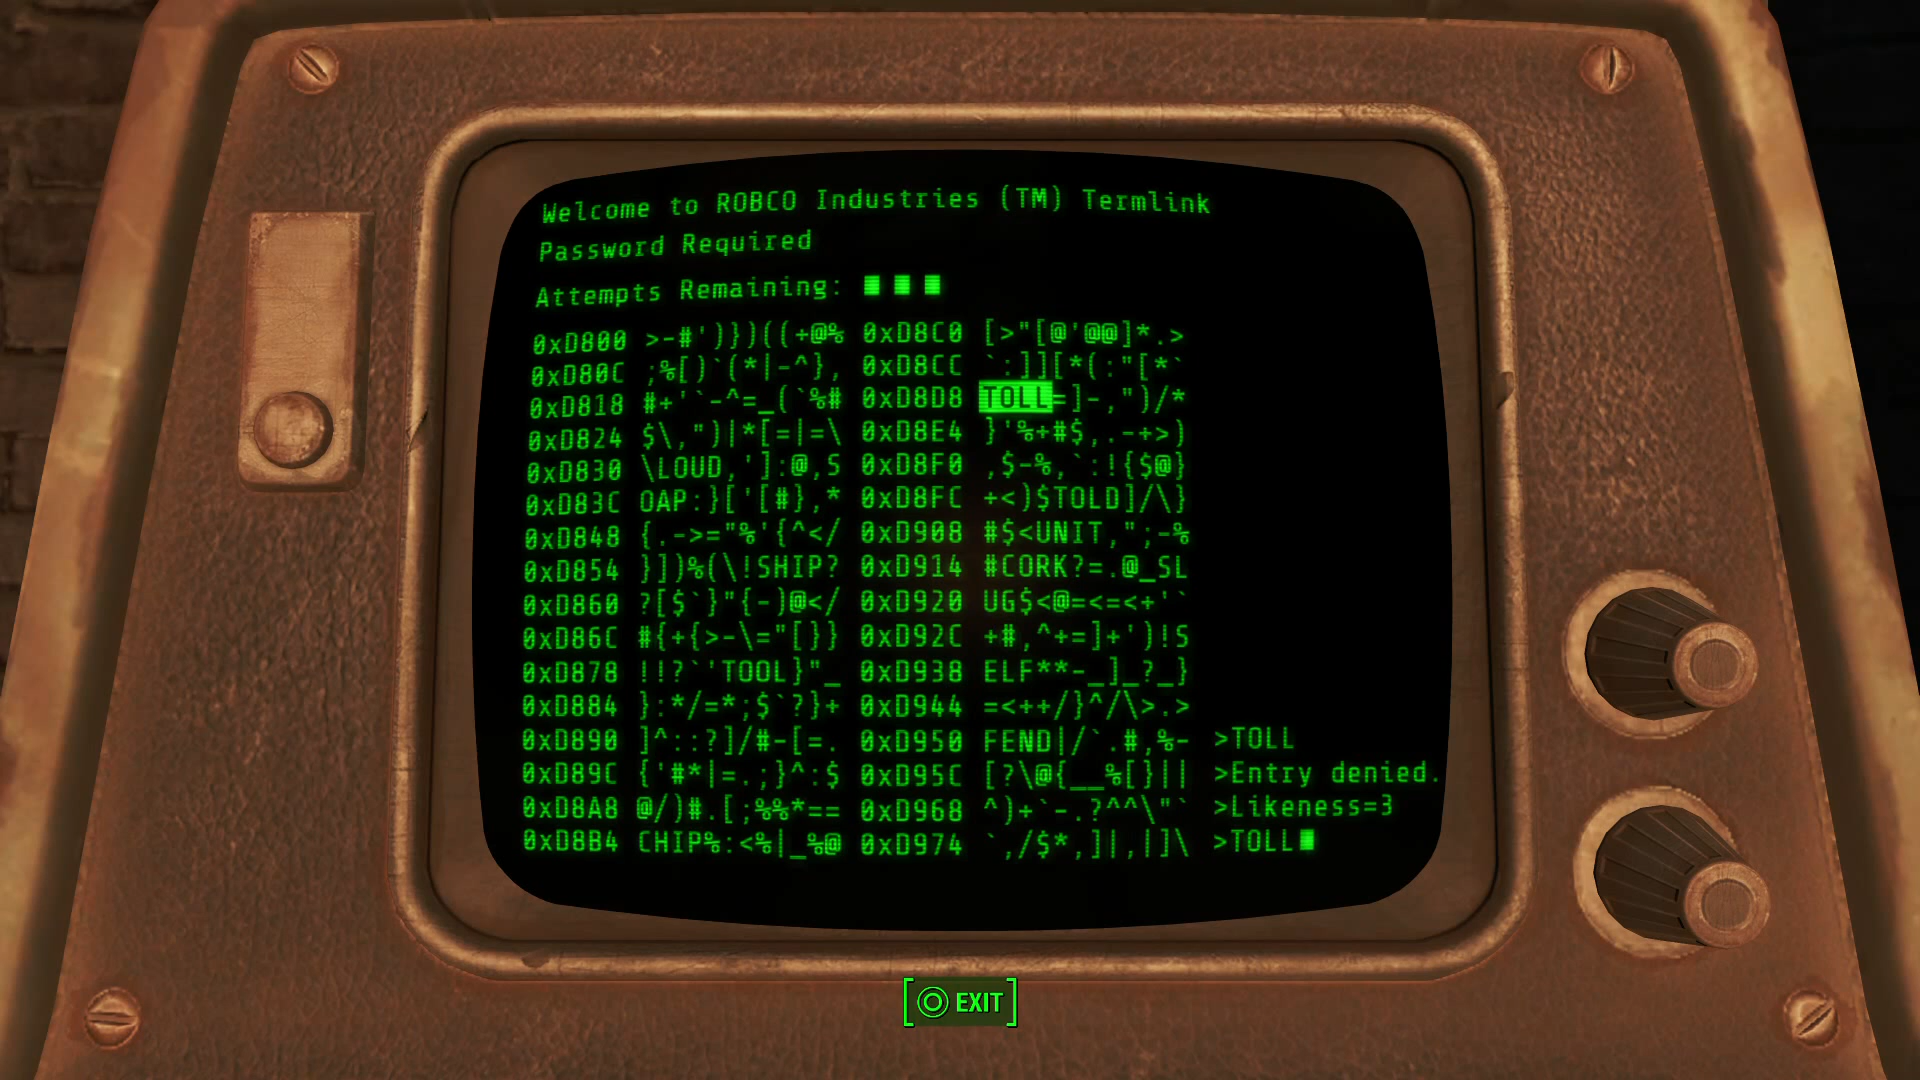 Welcome to ROBCO Industries (TM) Termlink
Password Required
Attempts Remaining: ■ ■ ■
0xD800 >-#')})((+@% 0xD8C0 [>"[@'@@]*.>
0xD80C ;%[)`(*|-^}, 0xD8CC `:]][*(:"[*`
0xD818 #+'`-^=_(`%# 0xD8D8 TOLL=]-,")/*
0xD824 $\,")|*[=|=\ 0xD8E4 }'%+#$,.-+>)
0xD830 \LOUD,']:@,S 0xD8F0 ,$-%,`:!{$@}
0xD83C OAP:}['[#},* 0xD8FC +<)$TOLD]/\}
0xD848 {.->="%'{^</ 0xD908 #$<UNIT,";-%
0xD854 }])%(\!SHIP? 0xD914 #CORK?=.@_SL
0xD860 ?[$`}"{-)@</ 0xD920 UG$<@=<=<+'`
0xD86C #{+{>-\="[}} 0xD92C +#,^+=]+')!S
0xD878 !!?`'TOOL}"_ 0xD938 ELF**-_]_?_}
0xD884 }:*/=*;$`?}+ 0xD944 =<++/}^/\>.>
0xD890 ]^::?]/#-[=. 0xD950 FEND|/`.#,%- >TOLL
0xD89C {'#*|=.;}^:$ 0xD95C [?\@{__%[}|| >Entry denied.
0xD8A8 @/)#.[;%%*== 0xD968 ^)+`-.?^^\"` >Likeness=3
0xD8B4 CHIP%:<%|_%@ 0xD974 `,/$*,]|,|]\ >TOLL■
EXIT